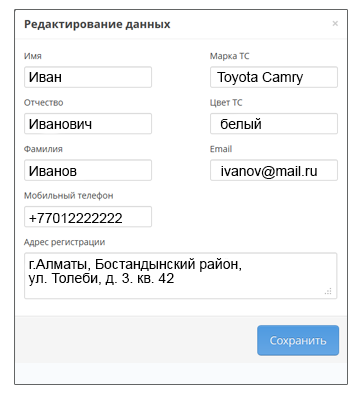 Редактирование данных ×
Имя
Марка ТС
Иван
Toyota Camry
Отчество
Цвет ТС
Иванович
белый
Фамилия
Email
Иванов
ivanov@mail.ru
Мобильный телефон
+77012222222
Адрес регистрации
г.Алматы, Бостандынский район,
ул. Толеби, д. 3. кв. 42
Сохранить